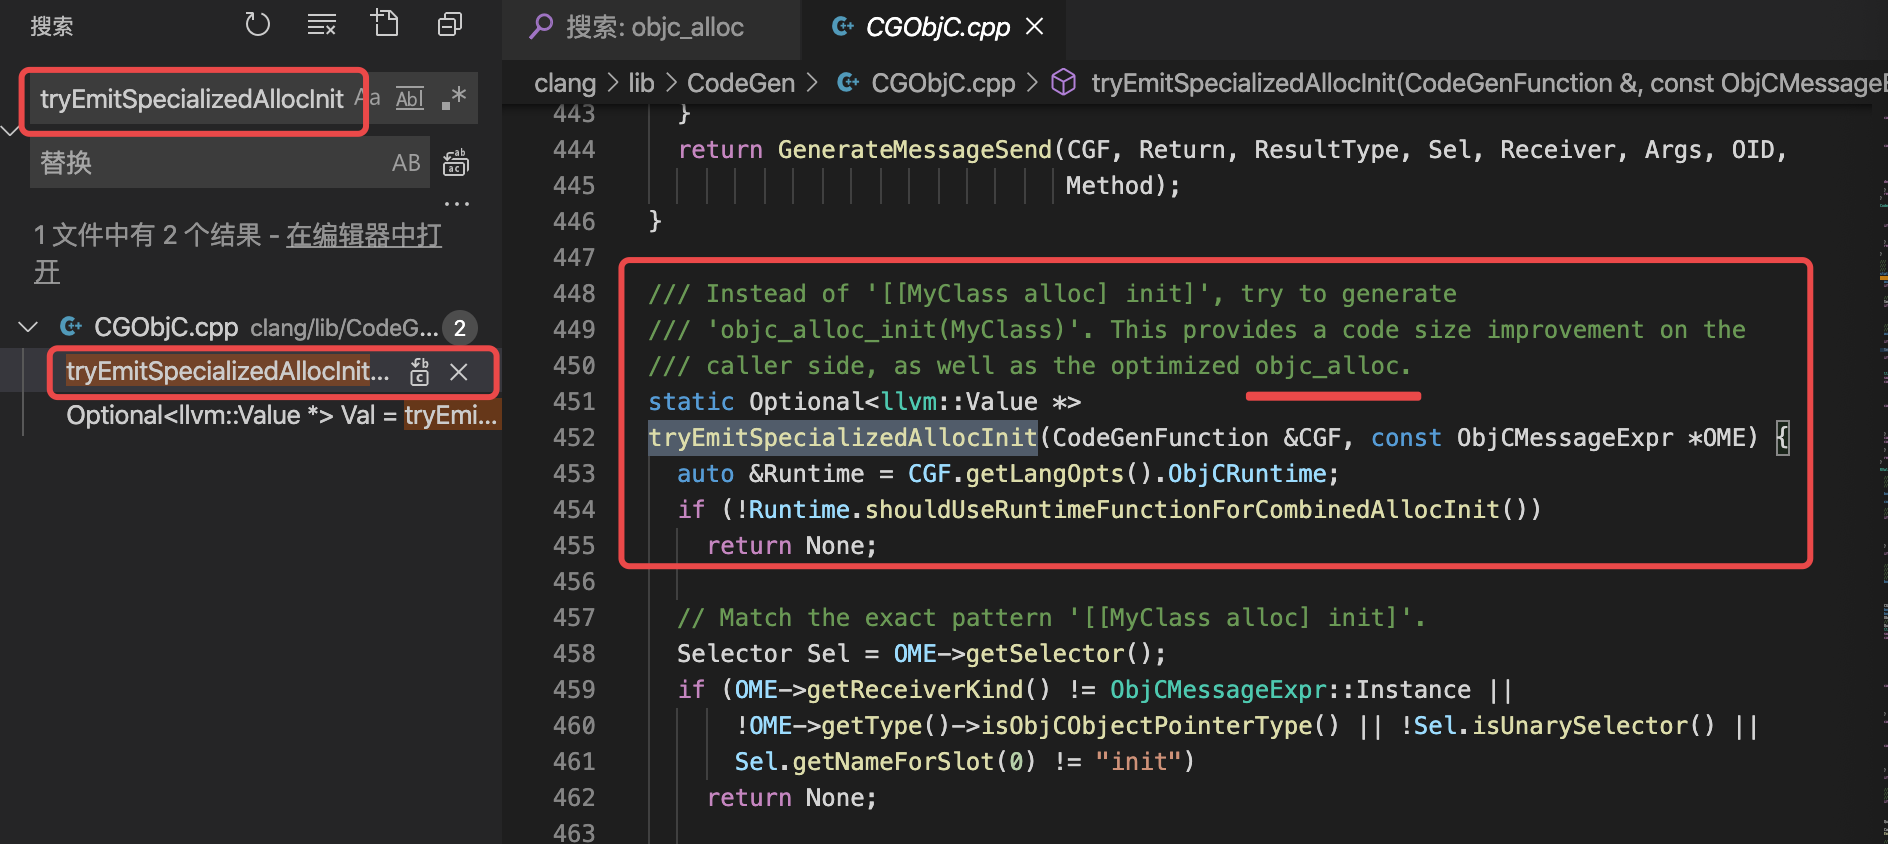 搜索
tryEmitSpecializedAllocInit Aa Abl .*
替换 AB
1 文件中有 2 个结果 - 在编辑器中打
开
CGObjC.cpp clang/lib/CodeG... 2
tryEmitSpecializedAllocInit...
Optional<llvm::Value *> Val = tryEmi...
搜索: objc_alloc CGObjC.cpp
clang > lib > CodeGen > CGObjC.cpp > tryEmitSpecializedAllocInit(CodeGenFunction &, const ObjCMessageE
443 }
444 return GenerateMessageSend(CGF, Return, ResultType, Sel, Receiver, Args, OID,
445 Method);
446 }
447
448 /// Instead of '[[MyClass alloc] init]', try to generate
449 /// 'objc_alloc_init(MyClass)'. This provides a code size improvement on the
450 /// caller side, as well as the optimized objc_alloc.
451 static Optional<llvm::Value *>
452 tryEmitSpecializedAllocInit(CodeGenFunction &CGF, const ObjCMessageExpr *OME) {
453 auto &Runtime = CGF.getLangOpts().ObjCRuntime;
454 if (!Runtime.shouldUseRuntimeFunctionForCombinedAllocInit())
455 return None;
456
457 // Match the exact pattern '[[MyClass alloc] init]'.
458 Selector Sel = OME->getSelector();
459 if (OME->getReceiverKind() != ObjCMessageExpr::Instance ||
460 !OME->getType()->isObjCObjectPointerType() || !Sel.isUnarySelector() ||
461 Sel.getNameForSlot(0) != "init")
462 return None;
463